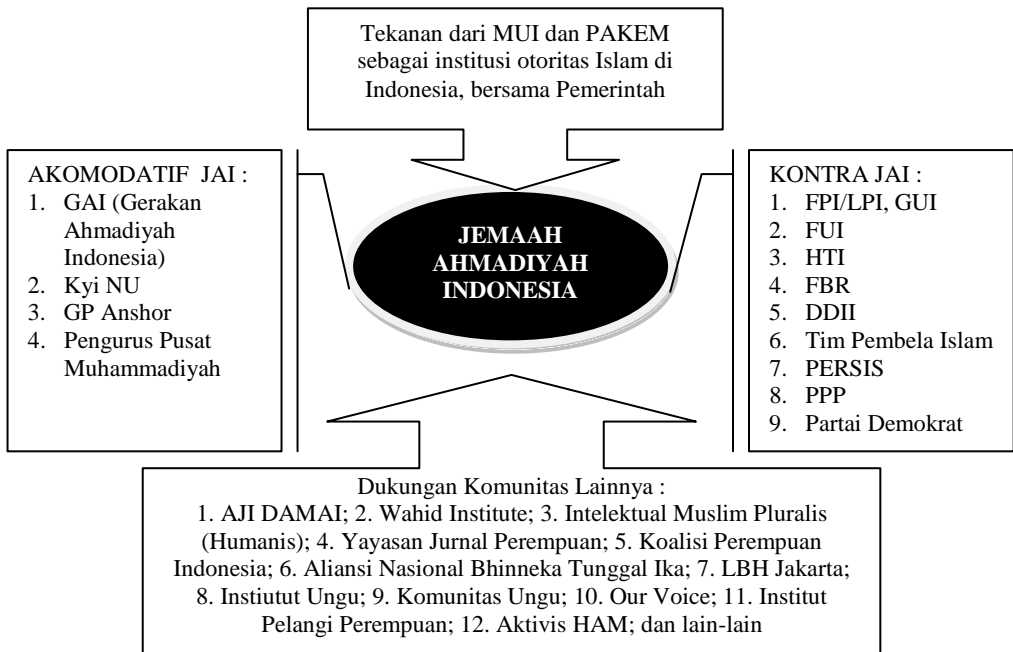 Tekanan dari MUI dan PAKEM
sebagai institusi otoritas Islam di
Indonesia, bersama Pemerintah
AKOMODATIF JAI :
1. GAI (Gerakan
Ahmadiyah
Indonesia)
2. Kyi NU
3. GP Anshor
4. Pengurus Pusat
Muhammadiyah
JEMAAH
AHMADIYAH
INDONESIA
KONTRA JAI :
1. FPI/LPI, GUI
2. FUI
3. HTI
4. FBR
5. DDII
6. Tim Pembela Islam
7. PERSIS
8. PPP
9. Partai Demokrat
Dukungan Komunitas Lainnya :
1. AJI DAMAI; 2. Wahid Institute; 3. Intelektual Muslim Pluralis
(Humanis); 4. Yayasan Jurnal Perempuan; 5. Koalisi Perempuan
Indonesia; 6. Aliansi Nasional Bhinneka Tunggal Ika; 7. LBH Jakarta;
8. Instiutut Ungu; 9. Komunitas Ungu; 10. Our Voice; 11. Institut
Pelangi Perempuan; 12. Aktivis HAM; dan lain-lain